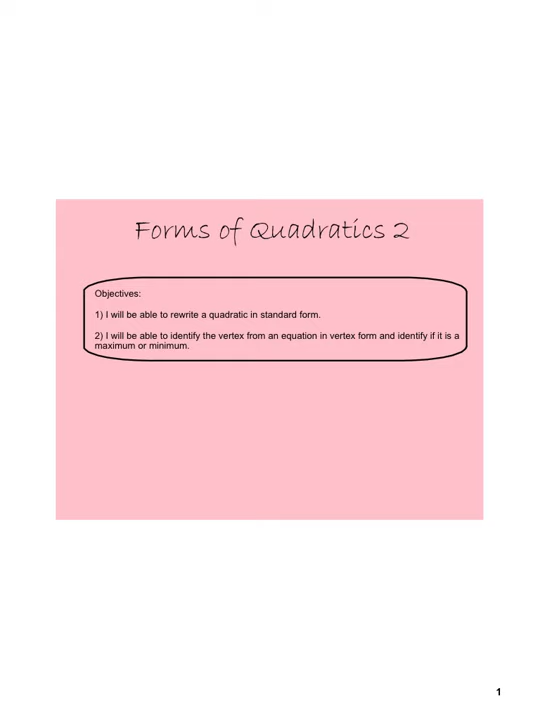 Forms of Quadratics 2
Objectives:
1) I will be able to rewrite a quadratic in standard form.
2) I will be able to identify the vertex from an equation in vertex form and identify if it is a
maximum or minimum.
1